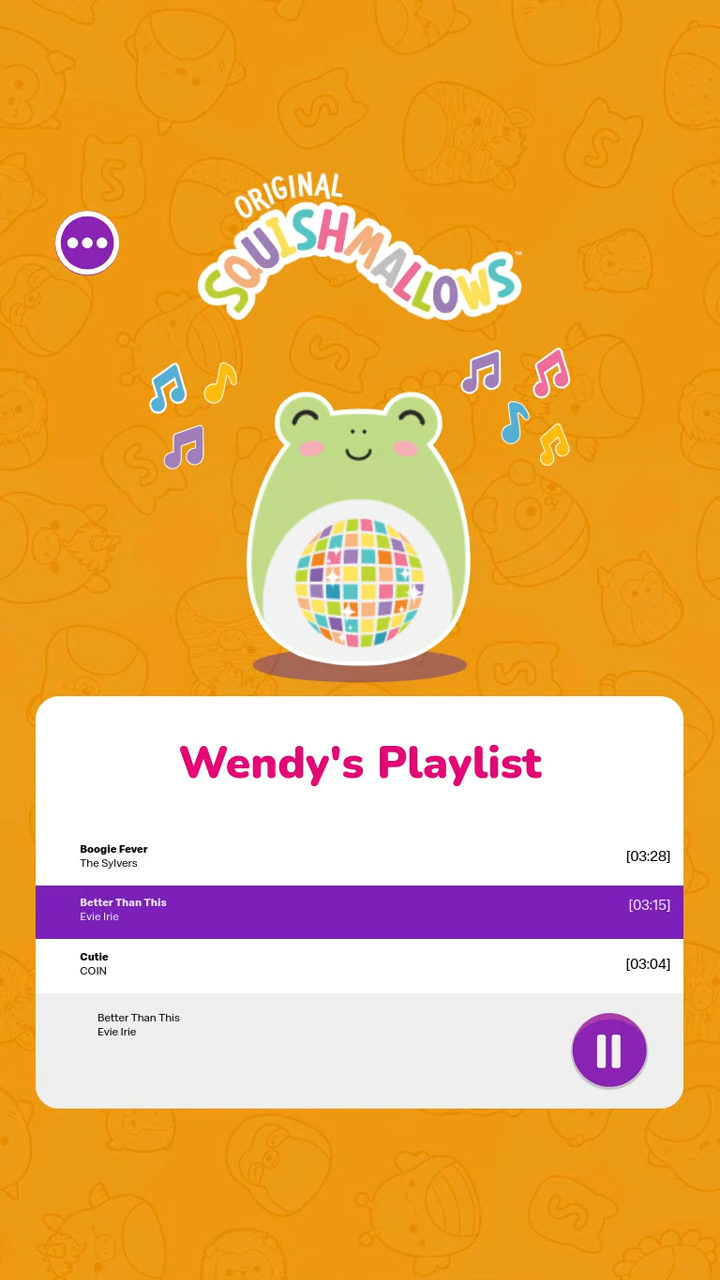 ORIGINAL
SQUISHMALLOWS™
Wendy's Playlist
Boogie Fever
The Sylvers
[03:28]
Better Than This
Evie Irie
[03:15]
Cutie
COIN
[03:04]
Better Than This
Evie Irie